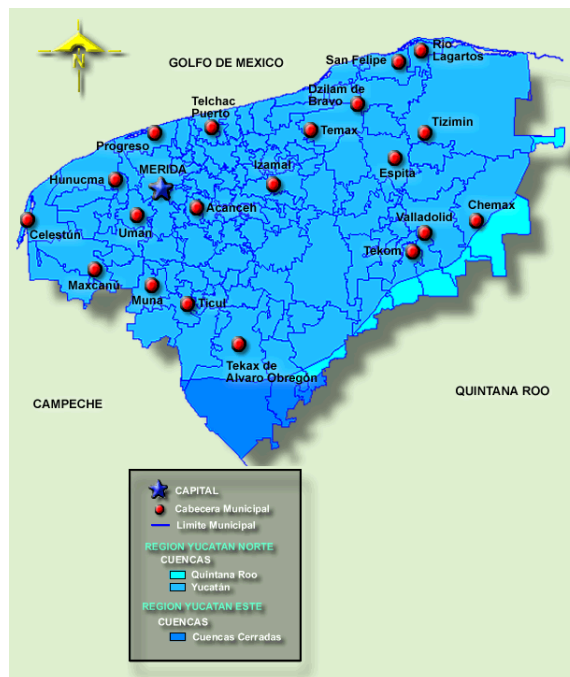 N
GOLFO DE MEXICO
San Felipe
Rio
Lagartos
Dzilam de
Bravo
Telchac
Puerto
Temax
Tizimin
Progreso
MERIDA
Izamal
Espita
Hunucma
Acanceh
Chemax
Valladolid
Celestún
Umán
Tekom
Maxcanú
Muna
Ticul
Tekax de
Alvaro Obregón
CAMPECHE
QUINTANA ROO
CAPITAL
Cabecera Municipal
Limite Municipal
REGION YUCATAN NORTE
CUENCAS
Quintana Roo
Yucatán
REGION YUCATAN ESTE
CUENCAS
Cuencas Cerradas